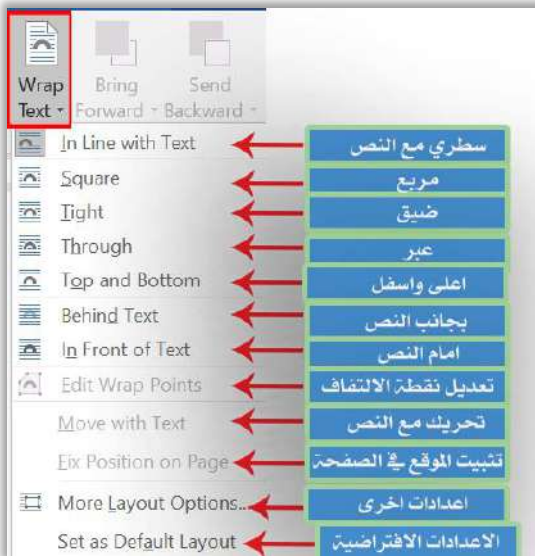 Wrap Text
Bring Forward
Send Backward
In Line with Text سطري مع النص
Square مربع
Tight ضيق
Through عبر
Top and Bottom اعلى واسفل
Behind Text بجانب النص
In Front of Text امام النص
Edit Wrap Points تعديل نقطة الالتفاف
Move with Text تحريك مع النص
Fix Position on Page تثبيت الموقع في الصفحة
More Layout Options... اعدادات اخرى
Set as Default Layout الاعدادات الافتراضية